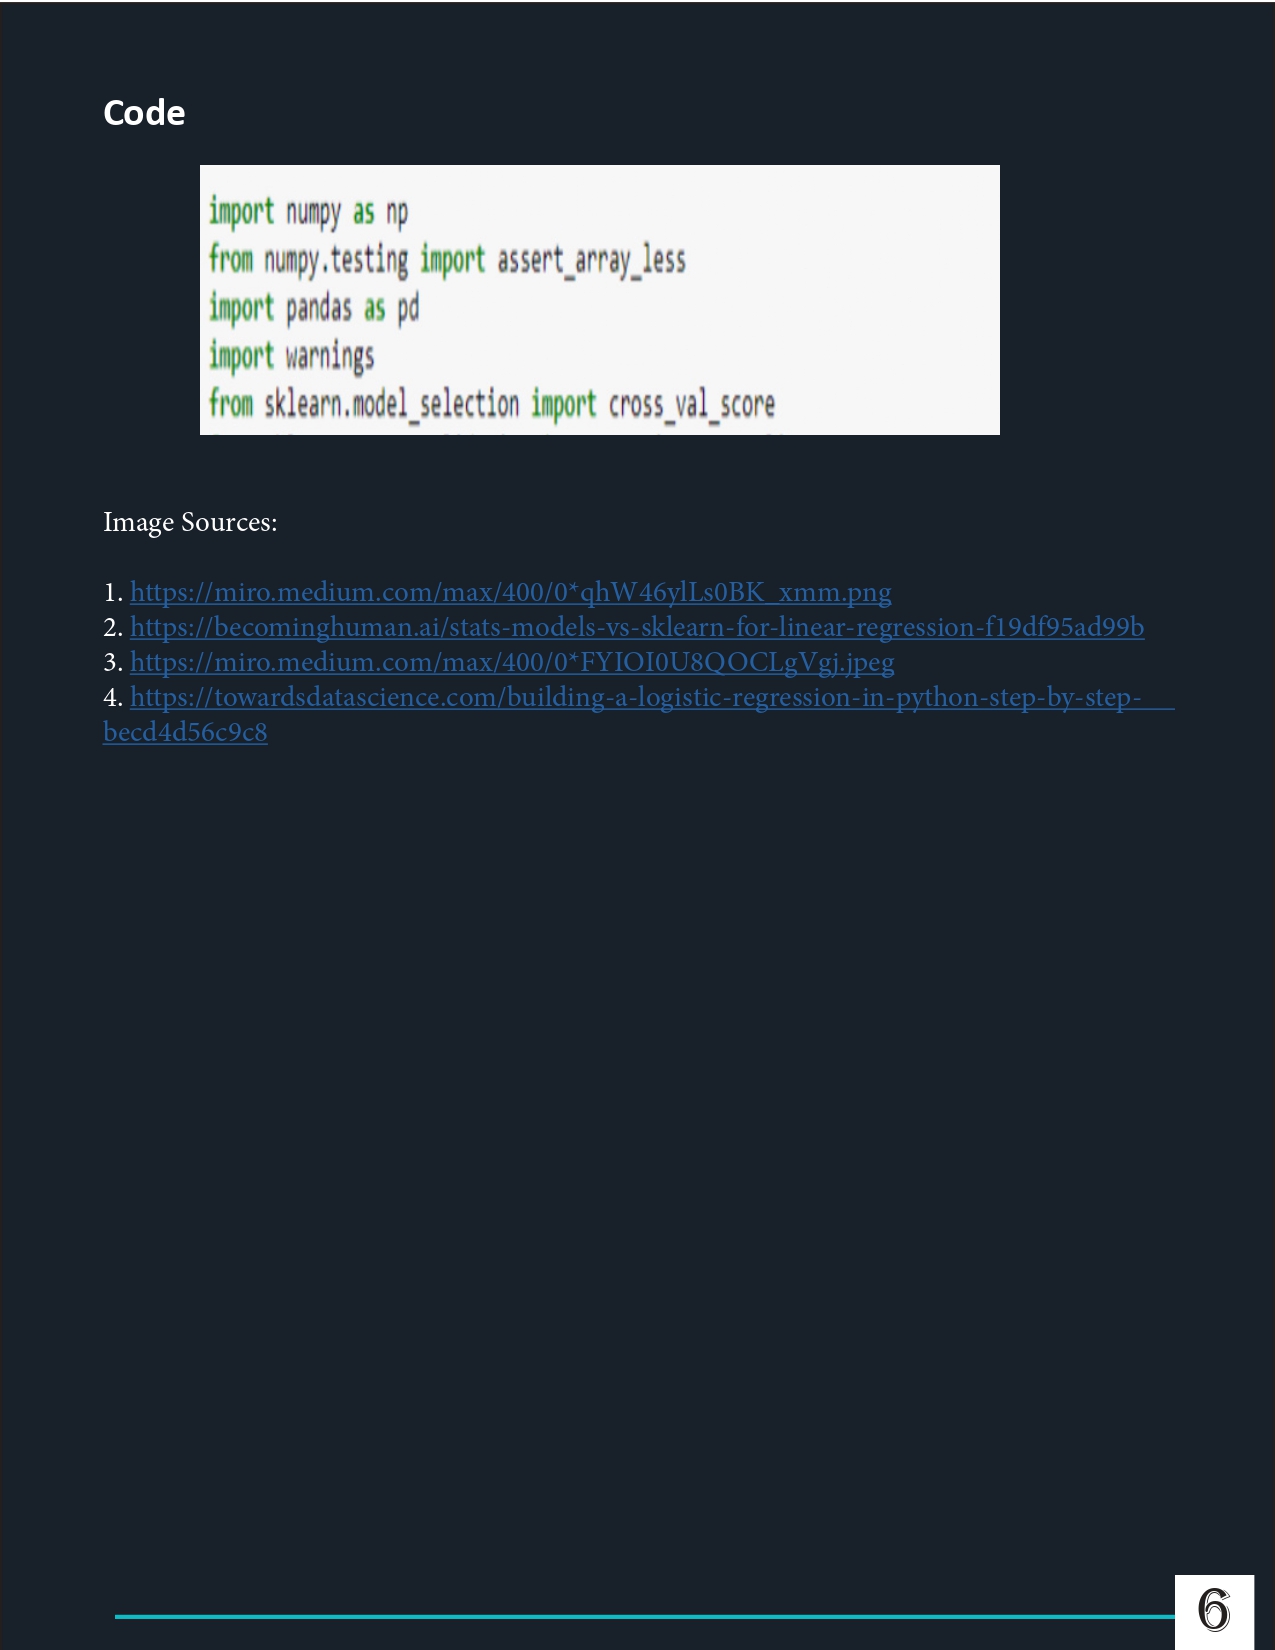 Code
import numpy as np
from numpy.testing import assert_array_less
import pandas as pd
import warnings
from sklearn.model_selection import cross_val_score
Image Sources:
1. https://miro.medium.com/max/400/0*qhW46ylLs0BK_xmm.png
2. https://becominghuman.ai/stats-models-vs-sklearn-for-linear-regression-f19df95ad99b
3. https://miro.medium.com/max/400/0*FYIOI0U8QOCLgVgj.jpeg
4. https://towardsdatascience.com/building-a-logistic-regression-in-python-step-by-step-
becd4d56c9c8
6